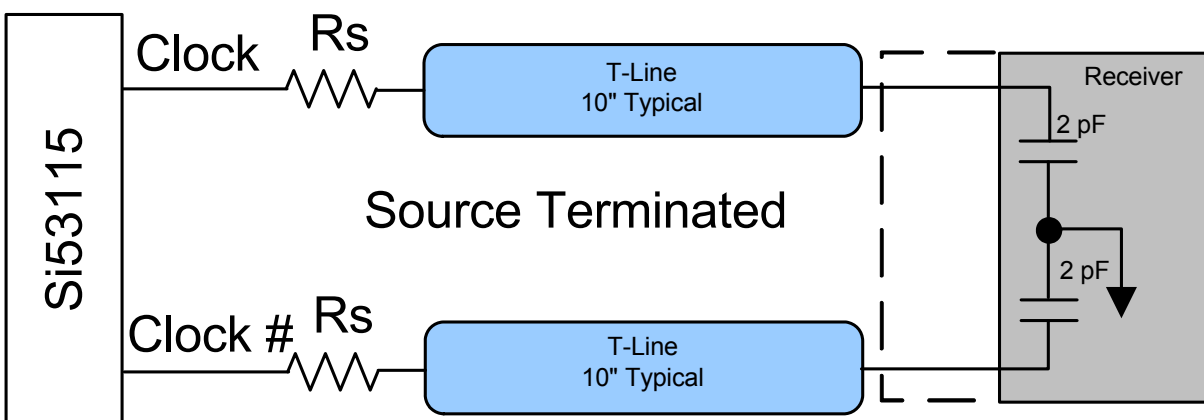 Si53115
Clock
Rs
T-Line
10" Typical
Receiver
2 pF
Source Terminated
2 pF
Clock #
Rs
T-Line
10" Typical